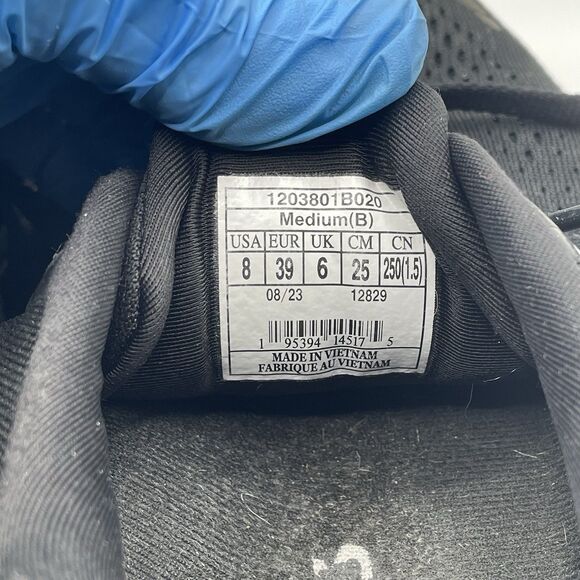 1203801B020
Medium(B)
USA EUR UK CM CN
8 39 6 25 250(1.5)
08/23 12829
1 95394 14517 5
MADE IN VIETNAM
FABRIQUE AU VIETNAM